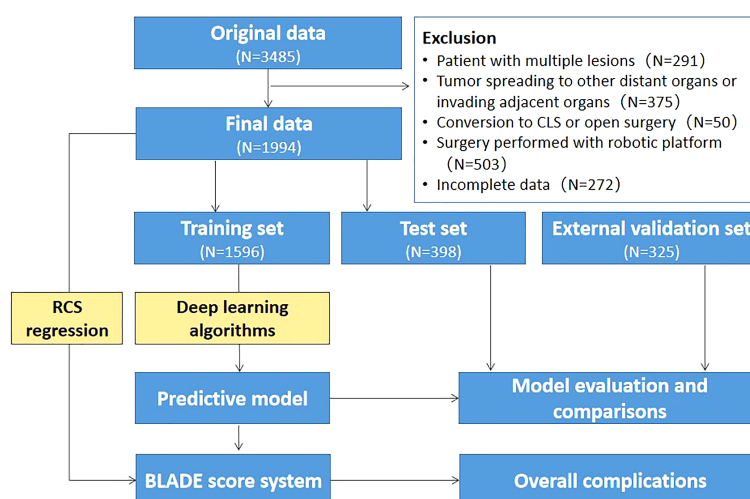 Original data
(N=3485)
Exclusion
• Patient with multiple lesions（N=291)
• Tumor spreading to other distant organs or
invading adjacent organs（N=375）
• Conversion to CLS or open surgery（N=50）
• Surgery performed with robotic platform
（N=503）
• Incomplete data（N=272）
Final data
(N=1994)
Training set
(N=1596)
Test set
(N=398)
External validation set
(N=325)
RCS
regression
Deep learning
algorithms
Predictive model
Model evaluation and
comparisons
BLADE score system
Overall complications